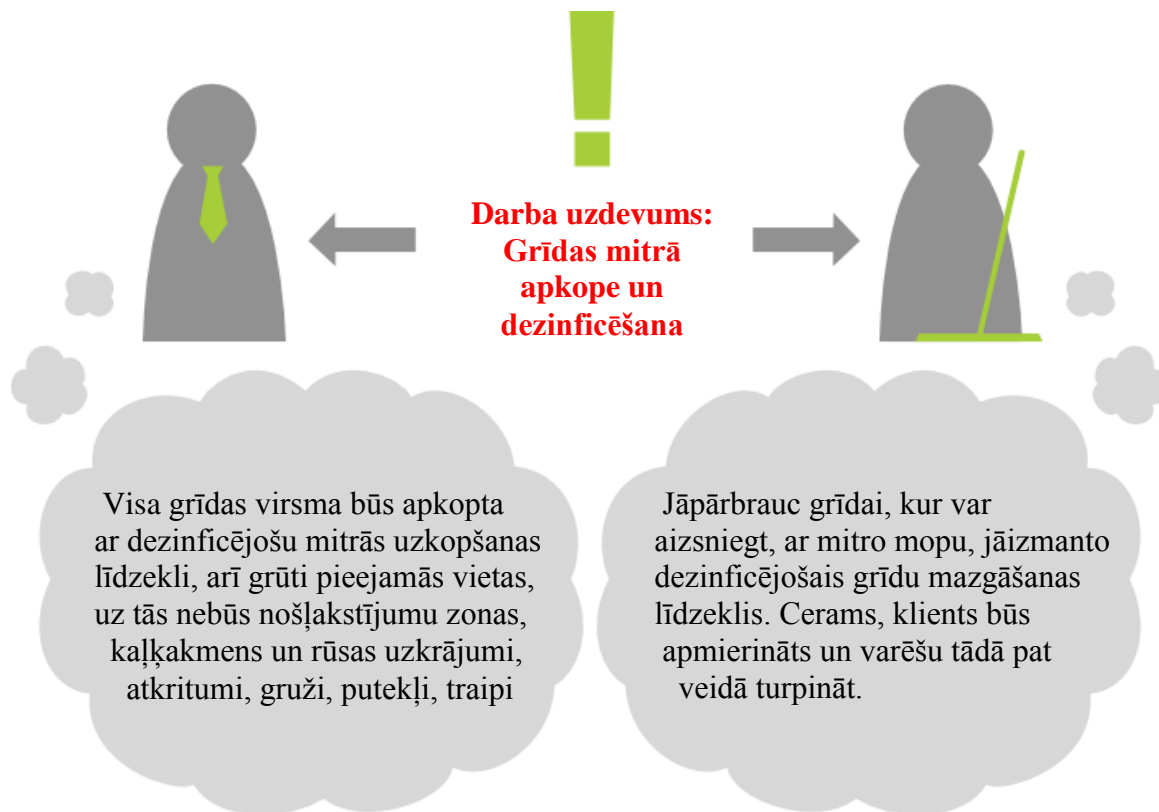 Darba uzdevums:
Grīdas mitrā
apkope un
dezinficēšana
Visa grīdas virsma būs apkopta
ar dezinficējošu mitrās uzkopšanas
līdzekli, arī grūti pieejamās vietas,
uz tās nebūs nošļakstījumu zonas,
kaļķakmens un rūsas uzkrājumi,
atkritumi, gruži, putekļi, traipi
Jāpārbrauc grīdai, kur var
aizsniegt, ar mitro mopu, jāizmanto
dezinficējošais grīdu mazgāšanas
līdzeklis. Cerams, klients būs
apmierināts un varēšu tādā pat
veidā turpināt.